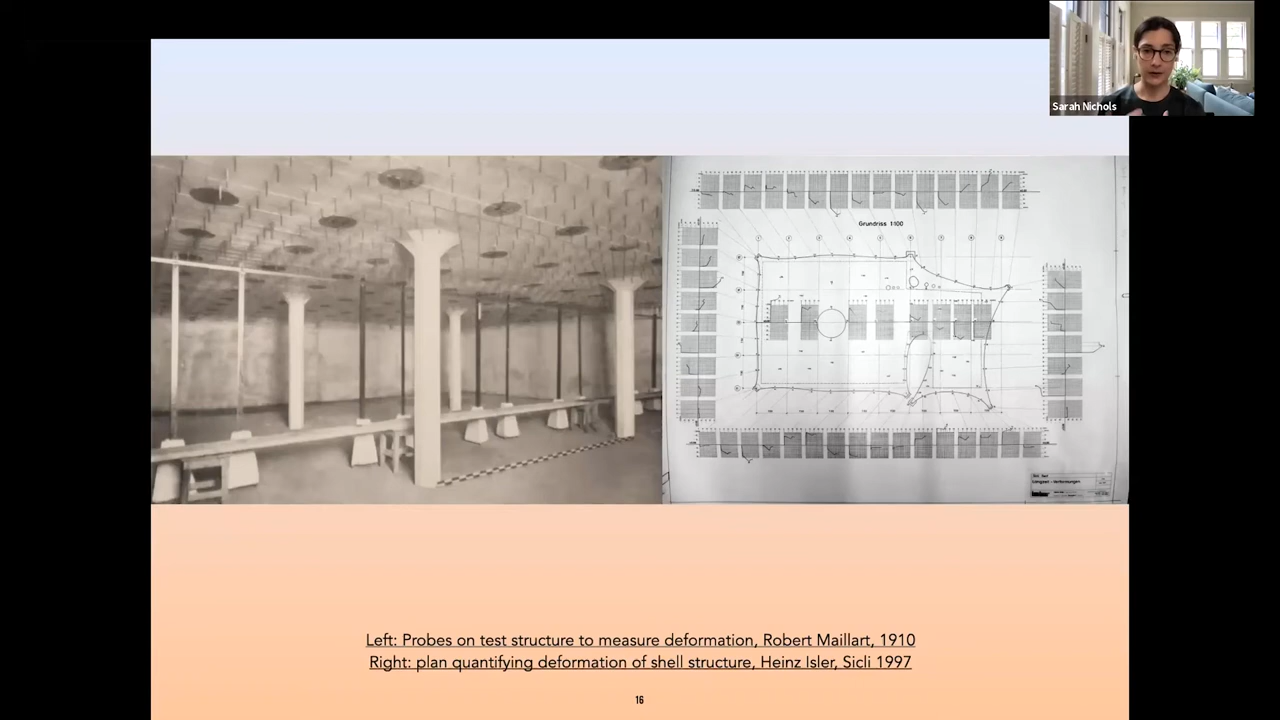 Sarah Nichols
Grundriss 1:100
Left: Probes on test structure to measure deformation, Robert Maillart, 1910
Right: plan quantifying deformation of shell structure, Heinz Isler, Sicli 1997
16